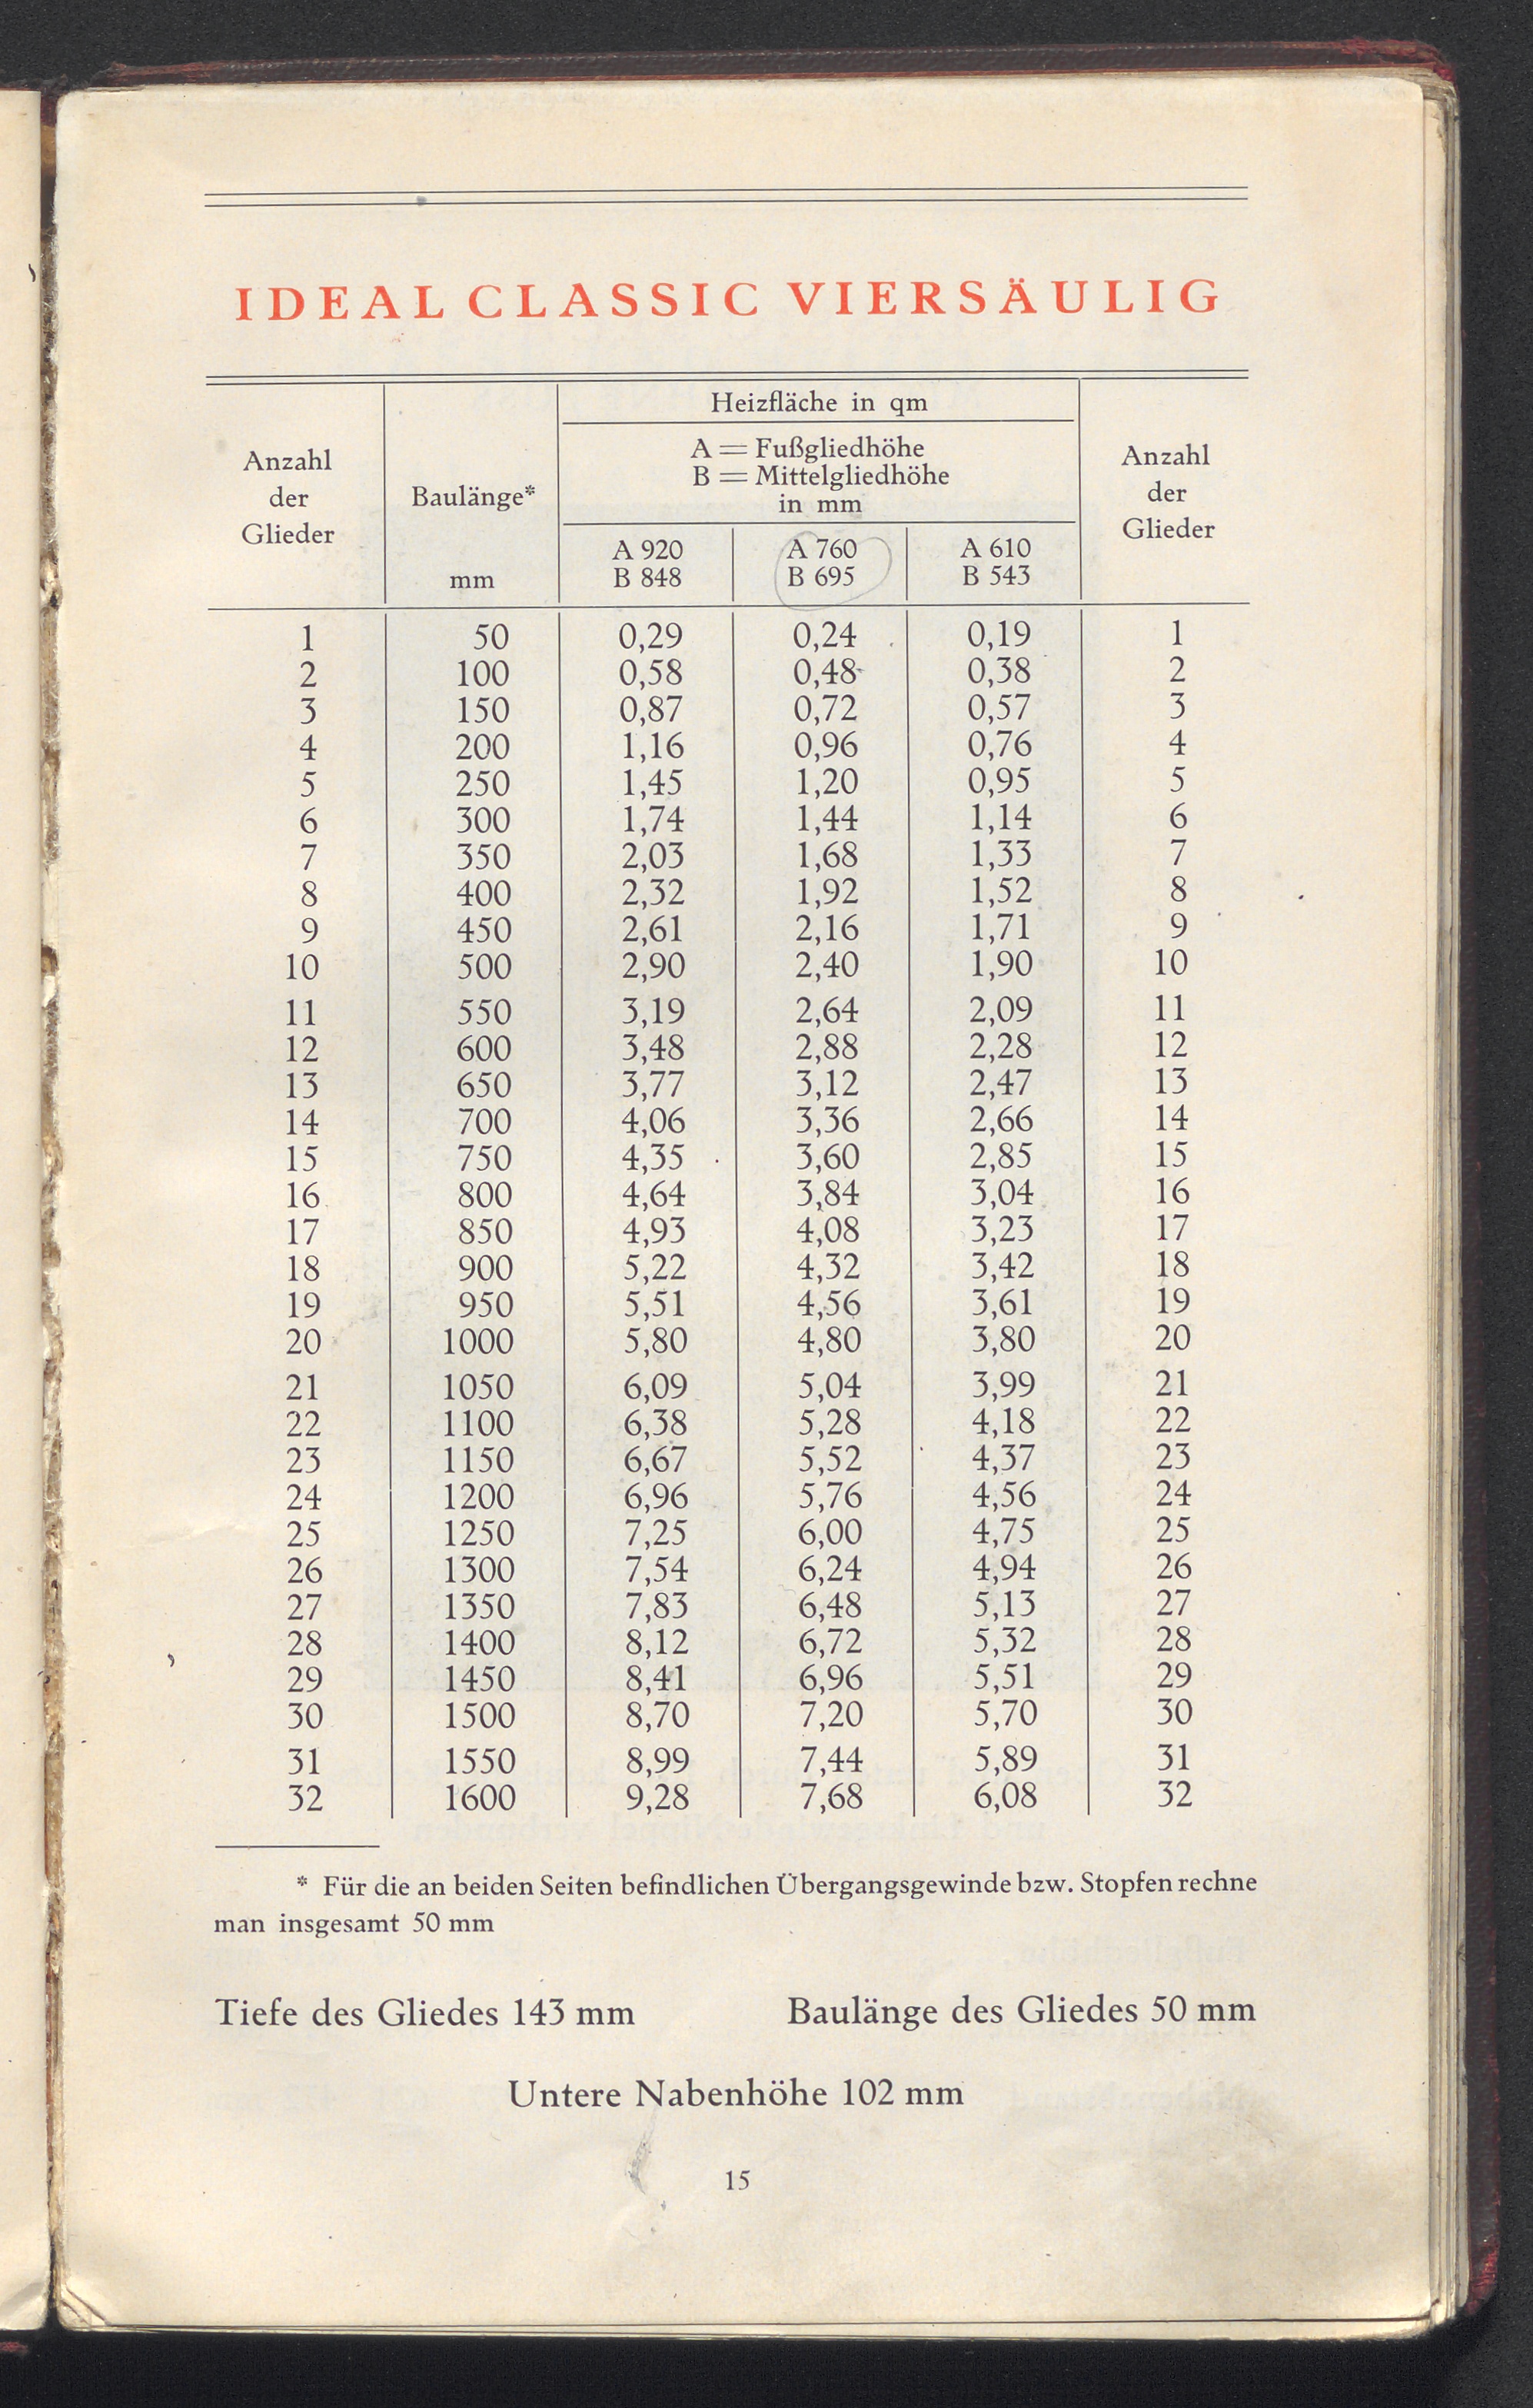 IDEAL CLASSIC VIERSÄULIG
Anzahl
der
Glieder
Baulänge*
mm
Heizfläche in qm
A = Fußgliedhöhe
B = Mittelgliedhöhe
in mm
A 920
B 848
A 760
B 695
A 610
B 543
Anzahl
der
Glieder
1 50 0,29 0,24 0,19 1
2 100 0,58 0,48 0,38 2
3 150 0,87 0,72 0,57 3
4 200 1,16 0,96 0,76 4
5 250 1,45 1,20 0,95 5
6 300 1,74 1,44 1,14 6
7 350 2,03 1,68 1,33 7
8 400 2,32 1,92 1,52 8
9 450 2,61 2,16 1,71 9
10 500 2,90 2,40 1,90 10
11 550 3,19 2,64 2,09 11
12 600 3,48 2,88 2,28 12
13 650 3,77 3,12 2,47 13
14 700 4,06 3,36 2,66 14
15 750 4,35 3,60 2,85 15
16 800 4,64 3,84 3,04 16
17 850 4,93 4,08 3,23 17
18 900 5,22 4,32 3,42 18
19 950 5,51 4,56 3,61 19
20 1000 5,80 4,80 3,80 20
21 1050 6,09 5,04 3,99 21
22 1100 6,38 5,28 4,18 22
23 1150 6,67 5,52 4,37 23
24 1200 6,96 5,76 4,56 24
25 1250 7,25 6,00 4,75 25
26 1300 7,54 6,24 4,94 26
27 1350 7,83 6,48 5,13 27
28 1400 8,12 6,72 5,32 28
29 1450 8,41 6,96 5,51 29
30 1500 8,70 7,20 5,70 30
31 1550 8,99 7,44 5,89 31
32 1600 9,28 7,68 6,08 32
* Für die an beiden Seiten befindlichen Übergangsgewinde bzw. Stopfen rechne
man insgesamt 50 mm
Tiefe des Gliedes 143 mm Baulänge des Gliedes 50 mm
Untere Nabenhöhe 102 mm
15